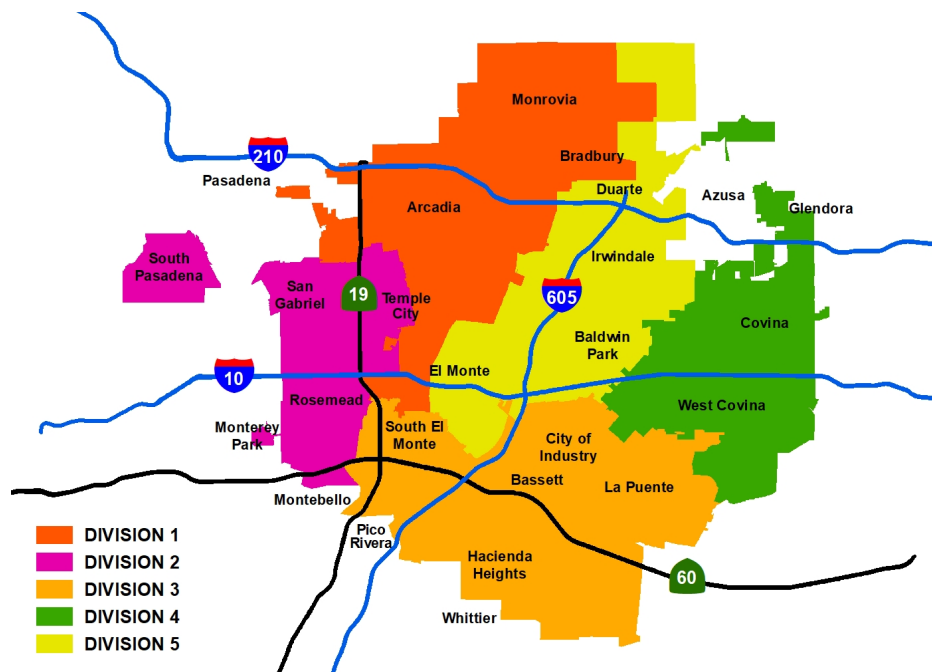 Monrovia
210
Bradbury
Pasadena
Duarte
Azusa
Glendora
Arcadia
South
Pasadena
Irwindale
San
Gabriel
19
Temple
City
605
Covina
Baldwin
Park
10
El Monte
Rosemead
West Covina
Monterey
Park
South El
Monte
City of
Industry
Bassett
La Puente
Montebello
Pico
Rivera
Hacienda
Heights
60
Whittier
DIVISION 1
DIVISION 2
DIVISION 3
DIVISION 4
DIVISION 5